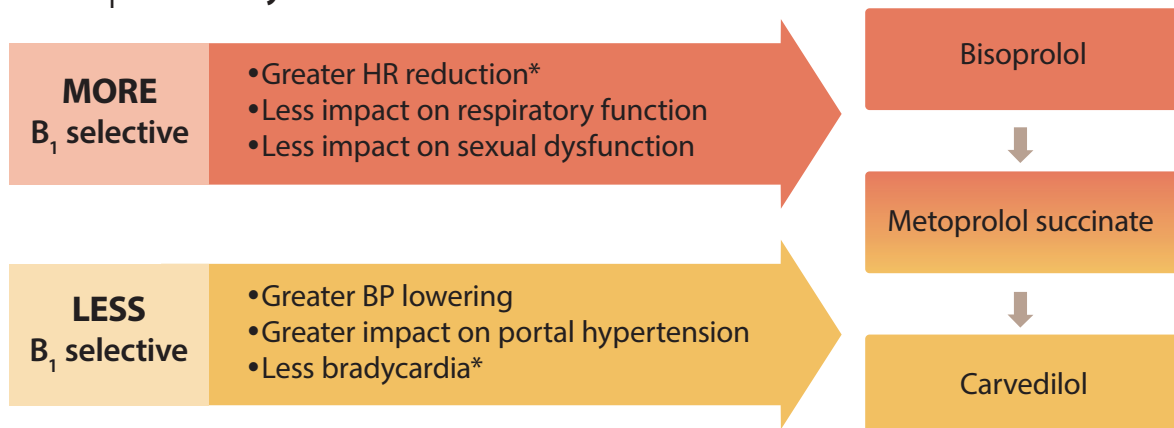 MORE
B₁ selective
•Greater HR reduction*
•Less impact on respiratory function
•Less impact on sexual dysfunction
Bisoprolol
Metoprolol succinate
LESS
B₁ selective
•Greater BP lowering
•Greater impact on portal hypertension
•Less bradycardia*
Carvedilol